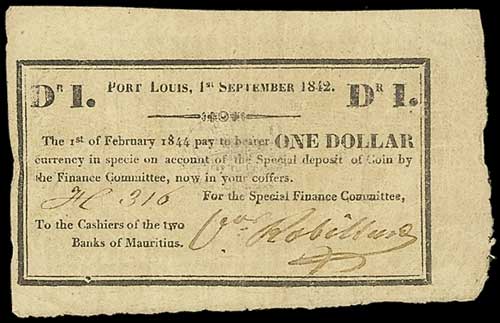 Dr 1. PORT LOUIS, 1st SEPTEMBER 1842. Dr 1.
The 1st of February 1844 pay to bearer ONE DOLLAR
currency in specie on account of the Special deposit of Coin by
the Finance Committee, now in your coffers.
H 316 For the Special Finance Committee,
To the Cashiers of the two
Banks of Mauritius. Robillard